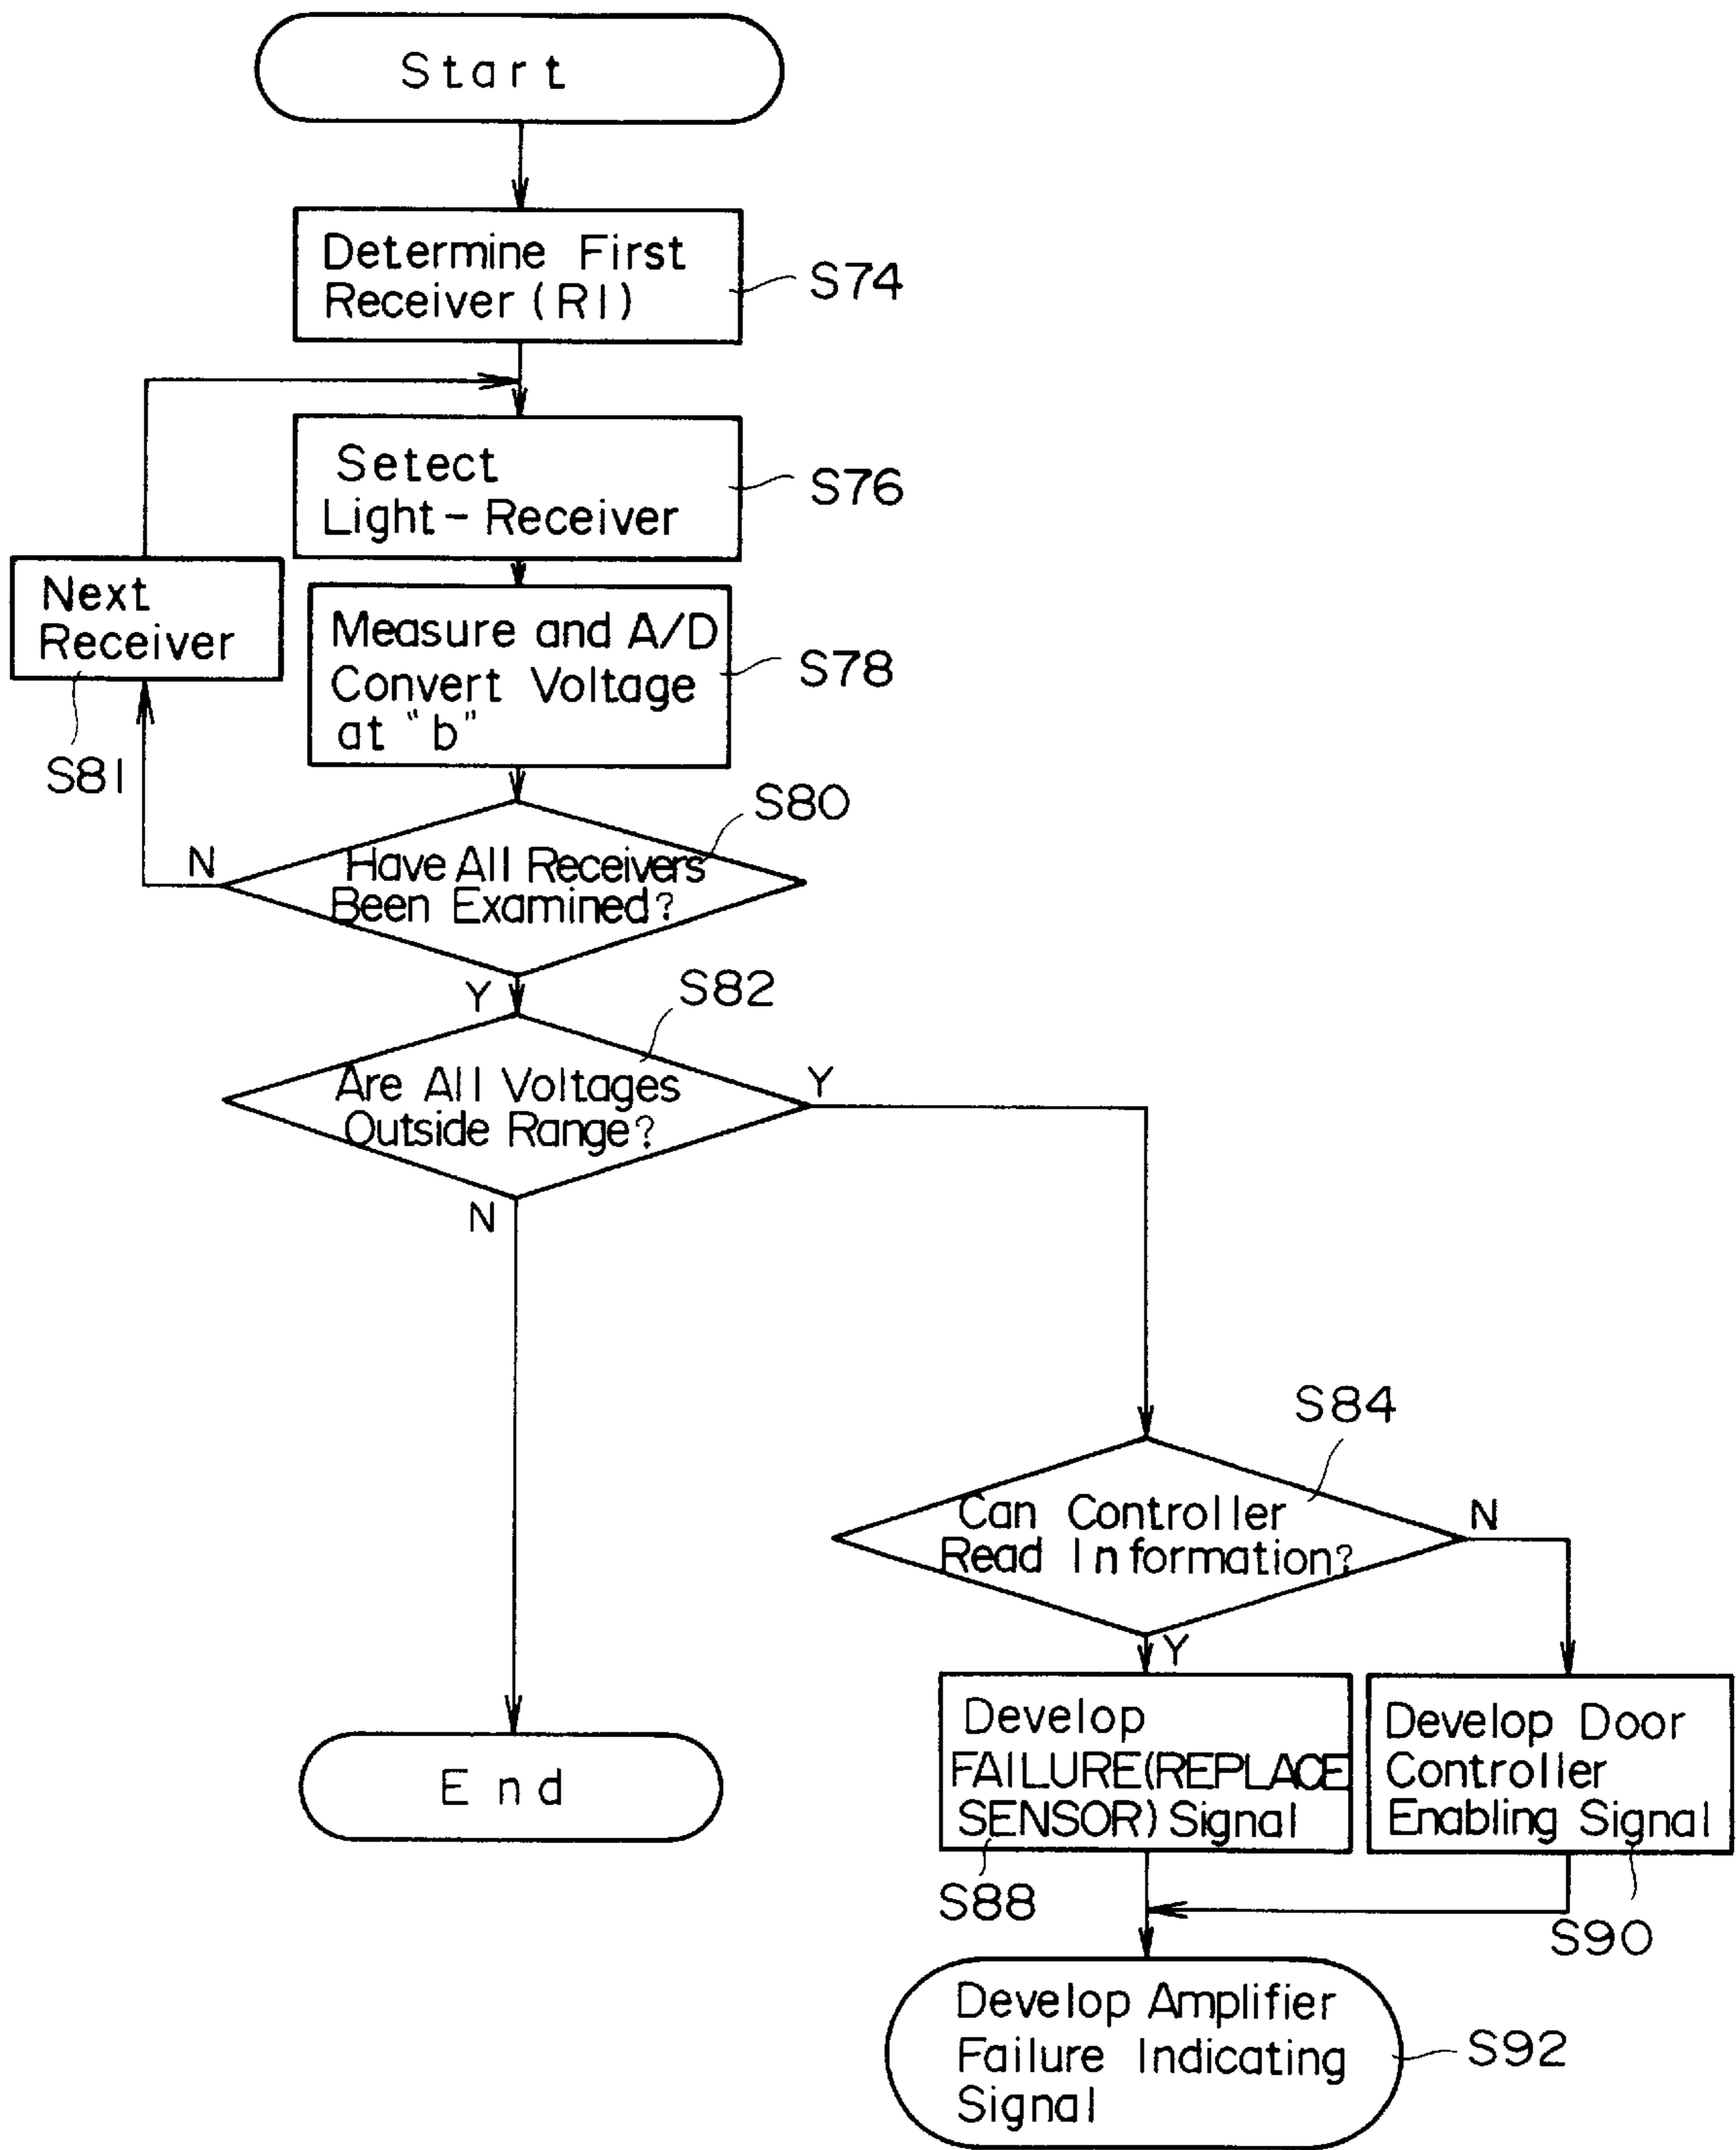 Start
Determine First
Receiver (R1)
S74
Setect
Light-Receiver
S76
Next
Receiver
S81
Measure and A/D
Convert Voltage
at "b"
S78
S80
Have All Receivers
Been Examined?
N
Y
S82
Are All Voltages
Outside Range?
Y
N
S84
Can Controller
Read Information?
N
Y
End
Develop
FAILURE(REPLACE
SENSOR) Signal
S88
Develop Door
Controller
Enabling Signal
S90
Develop Amplifier
Failure Indicating
Signal
S92